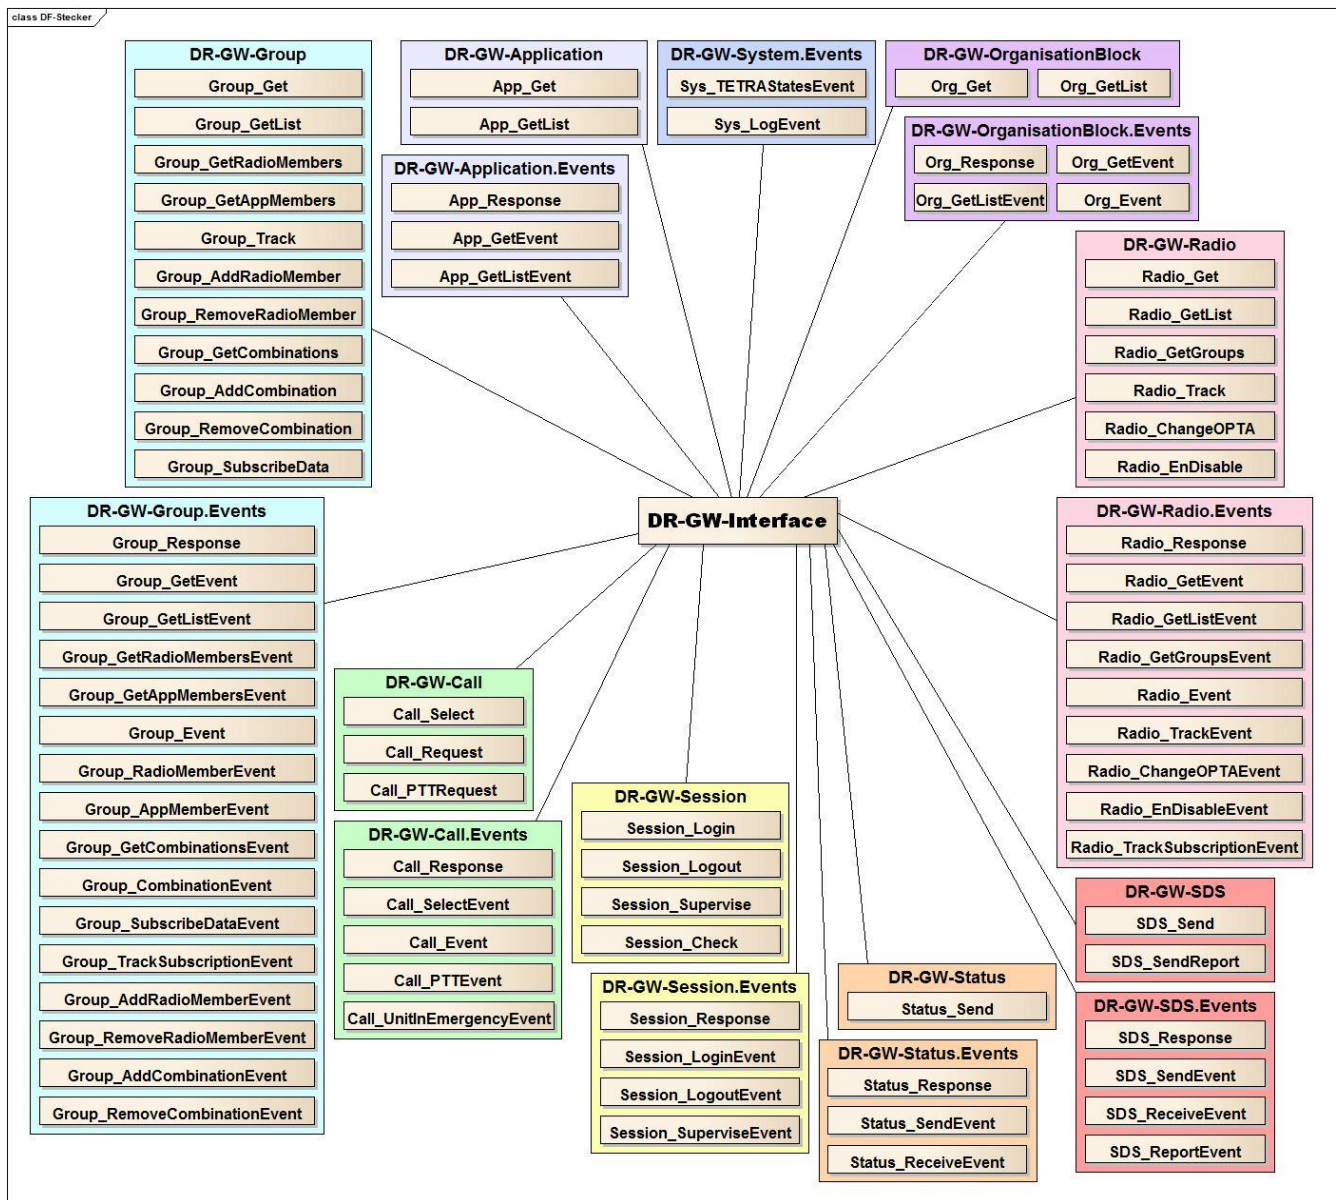 class DF-Stecker
DR-GW-Group
Group_Get
Group_GetList
Group_GetRadioMembers
Group_GetAppMembers
Group_Track
Group_AddRadioMember
Group_RemoveRadioMember
Group_GetCombinations
Group_AddCombination
Group_RemoveCombination
Group_SubscribeData
DR-GW-Application
App_Get
App_GetList
DR-GW-Application.Events
App_Response
App_GetEvent
App_GetListEvent
DR-GW-System.Events
Sys_TETRAStatesEvent
Sys_LogEvent
DR-GW-OrganisationBlock
Org_Get
Org_GetList
DR-GW-OrganisationBlock.Events
Org_Response
Org_GetEvent
Org_GetListEvent
Org_Event
DR-GW-Radio
Radio_Get
Radio_GetList
Radio_GetGroups
Radio_Track
Radio_ChangeOPTA
Radio_EnDisable
DR-GW-Interface
DR-GW-Group.Events
Group_Response
Group_GetEvent
Group_GetListEvent
Group_GetRadioMembersEvent
Group_GetAppMembersEvent
Group_Event
Group_RadioMemberEvent
Group_AppMemberEvent
Group_GetCombinationsEvent
Group_CombinationEvent
Group_SubscribeDataEvent
Group_TrackSubscriptionEvent
Group_AddRadioMemberEvent
Group_RemoveRadioMemberEvent
Group_AddCombinationEvent
Group_RemoveCombinationEvent
DR-GW-Call
Call_Select
Call_Request
Call_PTTRequest
DR-GW-Call.Events
Call_Response
Call_SelectEvent
Call_Event
Call_PTTEvent
Call_UnitInEmergencyEvent
DR-GW-Session
Session_Login
Session_Logout
Session_Supervise
Session_Check
DR-GW-Session.Events
Session_Response
Session_LoginEvent
Session_LogoutEvent
Session_SuperviseEvent
DR-GW-Status
Status_Send
DR-GW-Status.Events
Status_Response
Status_SendEvent
Status_ReceiveEvent
DR-GW-Radio.Events
Radio_Response
Radio_GetEvent
Radio_GetListEvent
Radio_GetGroupsEvent
Radio_Event
Radio_TrackEvent
Radio_ChangeOPTAEvent
Radio_EnDisableEvent
Radio_TrackSubscriptionEvent
DR-GW-SDS
SDS_Send
SDS_SendReport
DR-GW-SDS.Events
SDS_Response
SDS_SendEvent
SDS_ReceiveEvent
SDS_ReportEvent